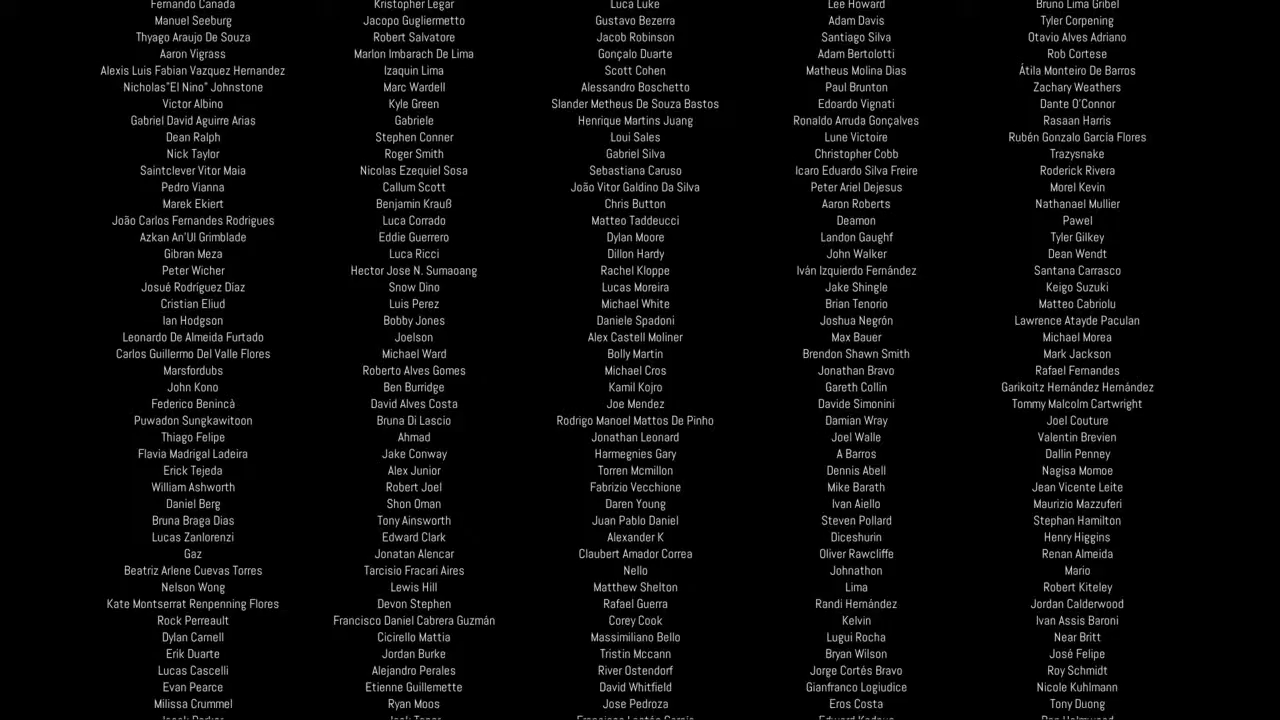 Fernando Canada
Manuel Seeburg
Thyago Araujo De Souza
Aaron Vigrass
Alexis Luis Fabian Vazquez Hernandez
Nicholas"El Nino" Johnstone
Victor Albino
Gabriel David Aguirre Arias
Dean Ralph
Nick Taylor
Saintclever Vitor Maia
Pedro Vianna
Marek Ekiert
João Carlos Fernandes Rodrigues
Azkan An'Ul Grimblade
Gibran Meza
Peter Wicher
Josué Rodríguez Díaz
Cristian Eliud
Ian Hodgson
Leonardo De Almeida Furtado
Carlos Guillermo Del Valle Flores
Marsfordubs
John Kono
Federico Benincà
Puwadon Sungkawitoon
Thiago Felipe
Flavia Madrigal Ladeira
Erick Tejeda
William Ashworth
Daniel Berg
Bruna Braga Dias
Lucas Zanlorenzi
Gaz
Beatriz Arlene Cuevas Torres
Nelson Wong
Kate Montserrat Renpenning Flores
Rock Perreault
Dylan Carnell
Erik Duarte
Lucas Cascelli
Evan Pearce
Milissa Crummel
Kristopher Legar
Jacopo Gugliermetto
Robert Salvatore
Marlon Imbarach De Lima
Izaquin Lima
Marc Wardell
Kyle Green
Gabriele
Stephen Conner
Roger Smith
Nicolas Ezequiel Sosa
Callum Scott
Benjamin Krauß
Luca Corrado
Eddie Guerrero
Luca Ricci
Hector Jose N. Sumaoang
Snow Dino
Luis Perez
Bobby Jones
Joelson
Michael Ward
Roberto Alves Gomes
Ben Burridge
David Alves Costa
Bruna Di Lascio
Ahmad
Jake Conway
Alex Junior
Robert Joel
Shon Oman
Tony Ainsworth
Edward Clark
Jonatan Alencar
Tarcisio Fracari Aires
Lewis Hill
Devon Stephen
Francisco Daniel Cabrera Guzmán
Cicirello Mattia
Jordan Burke
Alejandro Perales
Etienne Guillemette
Ryan Moos
Luca Luke
Gustavo Bezerra
Jacob Robinson
Gonçalo Duarte
Scott Cohen
Alessandro Boschetto
Slander Metheus De Souza Bastos
Henrique Martins Juang
Loui Sales
Gabriel Silva
Sebastiana Caruso
João Vitor Galdino Da Silva
Chris Button
Matteo Taddeucci
Dylan Moore
Dillon Hardy
Rachel Kloppe
Lucas Moreira
Michael White
Daniele Spadoni
Alex Castell Moliner
Bolly Martin
Michael Cros
Kamil Kojro
Joe Mendez
Rodrigo Manoel Mattos De Pinho
Jonathan Leonard
Harmegnies Gary
Torren Mcmillon
Fabrizio Vecchione
Daren Young
Juan Pablo Daniel
Alexander K
Claubert Amador Correa
Nello
Matthew Shelton
Rafael Guerra
Corey Cook
Massimiliano Bello
Tristin Mccann
River Ostendorf
David Whitfield
Jose Pedroza
Lee Howard
Adam Davis
Santiago Silva
Adam Bertolotti
Matheus Molina Dias
Paul Brunton
Edoardo Vignati
Ronaldo Arruda Gonçalves
Lune Victoire
Christopher Cobb
Icaro Eduardo Silva Freire
Peter Ariel Dejesus
Aaron Roberts
Deamon
Landon Gaughf
John Walker
Iván Izquierdo Fernández
Jake Shingle
Brian Tenorio
Joshua Negrón
Max Bauer
Brendon Shawn Smith
Jonathan Bravo
Gareth Collin
Davide Simonini
Damian Wray
Joel Walle
A Barros
Dennis Abell
Mike Barath
Ivan Aiello
Steven Pollard
Diceshurin
Oliver Rawcliffe
Johnathon
Lima
Randi Hernández
Kelvin
Lugui Rocha
Bryan Wilson
Jorge Cortés Bravo
Gianfranco Logiudice
Eros Costa
Bruno Lima Gribel
Tyler Corpening
Otavio Alves Adriano
Rob Cortese
Átila Monteiro De Barros
Zachary Weathers
Dante O'Connor
Rasaan Harris
Rubén Gonzalo García Flores
Trazysnake
Roderick Rivera
Morel Kevin
Nathanael Mullier
Pawel
Tyler Gilkey
Dean Wendt
Santana Carrasco
Keigo Suzuki
Matteo Cabriolu
Lawrence Atayde Paculan
Michael Morea
Mark Jackson
Rafael Fernandes
Garikoitz Hernández Hernández
Tommy Malcolm Cartwright
Joel Couture
Valentin Brevien
Dallin Penney
Nagisa Momoe
Jean Vicente Leite
Maurizio Mazzuferi
Stephan Hamilton
Henry Higgins
Renan Almeida
Mario
Robert Kiteley
Jordan Calderwood
Ivan Assis Baroni
Near Britt
José Felipe
Roy Schmidt
Nicole Kuhlmann
Tony Duong